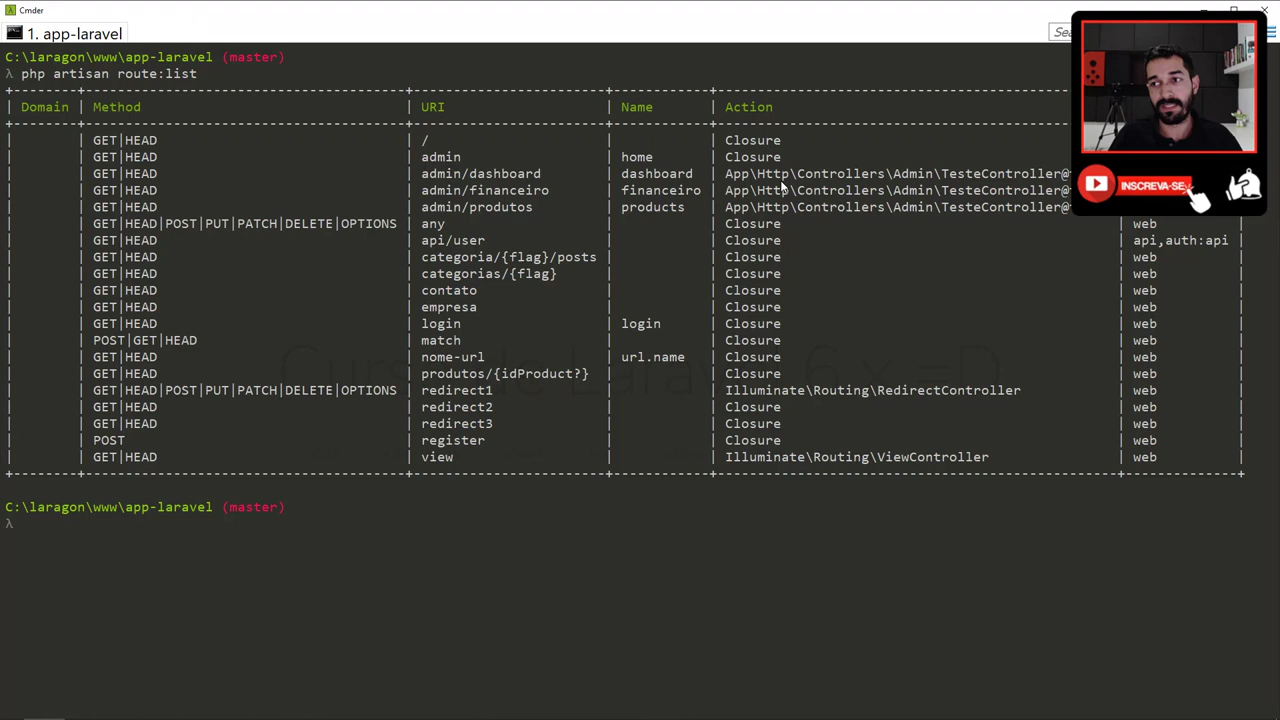 Cmder
1. app-laravel
C:\laragon\www\app-laravel (master)
λ php artisan route:list
| Domain | Method | URI | Name | Action
| | GET|HEAD | / | | Closure
| | GET|HEAD | admin | home | Closure
| | GET|HEAD | admin/dashboard | dashboard | App\Http\Controllers\Admin\TesteController@
| | GET|HEAD | admin/financeiro | financeiro | App\Http\Controllers\Admin\TesteController@
| | GET|HEAD | admin/produtos | products | App\Http\Controllers\Admin\TesteController@
| | GET|HEAD|POST|PUT|PATCH|DELETE|OPTIONS | any | | Closure | web |
| | GET|HEAD | api/user | | Closure | api,auth:api |
| | GET|HEAD | categoria/{flag}/posts | | Closure | web |
| | GET|HEAD | categorias/{flag} | | Closure | web |
| | GET|HEAD | contato | | Closure | web |
| | GET|HEAD | empresa | | Closure | web |
| | GET|HEAD | login | login | Closure | web |
| | POST|GET|HEAD | match | | Closure | web |
| | GET|HEAD | nome-url | url.name | Closure | web |
| | GET|HEAD | produtos/{idProduct?} | | Closure | web |
| | GET|HEAD|POST|PUT|PATCH|DELETE|OPTIONS | redirect1 | | Illuminate\Routing\RedirectController | web |
| | GET|HEAD | redirect2 | | Closure | web |
| | GET|HEAD | redirect3 | | Closure | web |
| | POST | register | | Closure | web |
| | GET|HEAD | view | | Illuminate\Routing\ViewController | web |
C:\laragon\www\app-laravel (master)
λ
INSCREVA-SE
Curso de Laravel 6.x =D